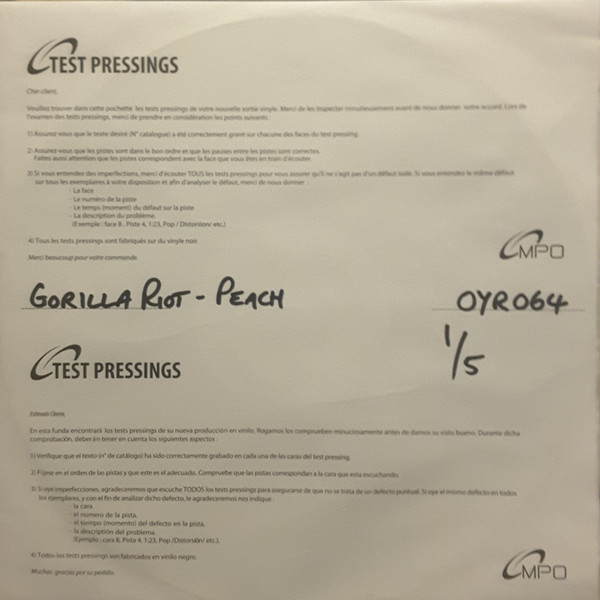 TEST PRESSINGS
Cher client,
Veuillez trouver dans cette pochette les tests pressings de votre nouvelle sortie vinyle. Merci de les inspecter minutieusement avant de nous donner votre accord. Lors de
l'examen des tests pressings, merci de prendre en considération les points suivants :
1) Assurez-vous que le texte désiré (N° catalogue) a été correctement gravé sur chacune des faces du test pressing.
2) Assurez-vous que les pistes sont dans le bon ordre et que les pauses entre les pistes sont correctes.
Faites aussi attention que les pistes correspondent avec la face que vous êtes en train d'écouter.
3) Si vous entendez des imperfections, merci d'écouter TOUS les tests pressings pour vous assurer qu'il ne s'agit pas d'un défaut isolé. Si vous entendez le même défaut
sur tous les exemplaires à votre disposition et afin d'analyser le défaut, merci de nous donner :
- La face
- Le numéro de la piste
- Le temps (moment) du défaut sur la piste
- La description du problème.
(Exemple : face B, Piste 4, 1:23, Pop / Distorsion/ etc.)
4) Tous les tests pressings sont fabriqués sur du vinyle noir.
Merci beaucoup pour votre commande.
MPO
GORILLA RIOT - PEACH OYR064
1/5
TEST PRESSINGS
Estimado Cliente,
En esta funda encontrará los tests pressings de su nueva producción en vinilo. Rogamos los comprueben minuciosamente antes de darnos su visto bueno. Durante dicha
comprobación, deberán tener en cuenta los siguientes aspectos :
1) Verifique que el texto (n° de catálogo) ha sido correctamente grabado en cada una de las caras del test pressing.
2) Fíjese en el orden de las pistas y que este es el adecuado. Compruebe que las pistas correspondan a la cara que esta escuchando.
3) Si oye imperfecciones, agradeceremos que escuche TODOS los tests pressings para asegurarse de que no se trata de un defecto puntual. Si oye el mismo defecto en todos
los ejemplares, y con el fin de analizar dicho defecto, le agradeceremos nos indique :
- la cara
- el número de la pista,
- el tiempo (momento) del defecto en la pista,
- la descripción del problema.
(Ejemplo : cara B, Pista 4, 1:23, Pop /Distorsión/ etc.).
4) Todos los tests pressings son fabricados en vinilo negro.
Muchas gracias por su pedido.
MPO